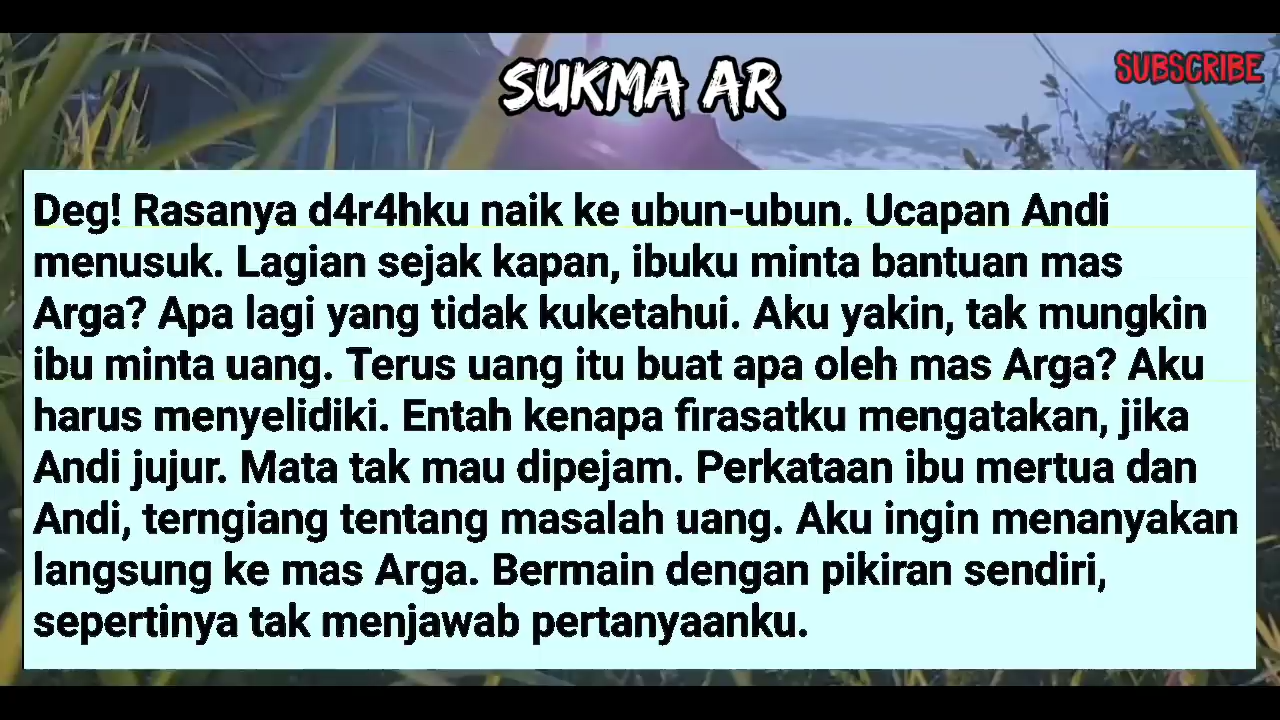 SUKMA AR
SUBSCRIBE
Deg! Rasanya d4r4hku naik ke ubun-ubun. Ucapan Andi
menusuk. Lagian sejak kapan, ibuku minta bantuan mas
Arga? Apa lagi yang tidak kuketahui. Aku yakin, tak mungkin
ibu minta uang. Terus uang itu buat apa oleh mas Arga? Aku
harus menyelidiki. Entah kenapa firasatku mengatakan, jika
Andi jujur. Mata tak mau dipejam. Perkataan ibu mertua dan
Andi, terngiang tentang masalah uang. Aku ingin menanyakan
langsung ke mas Arga. Bermain dengan pikiran sendiri,
sepertinya tak menjawab pertanyaanku.